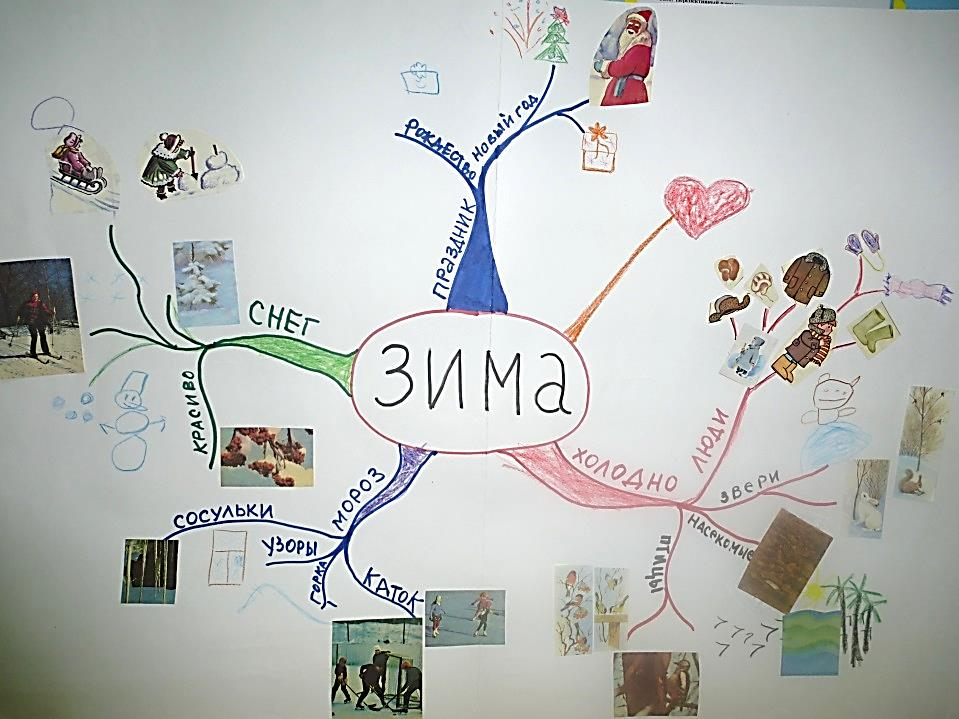 РОЖДЕСТВО
НОВЫЙ ГОД
ПРАЗДНИК
СНЕГ
КРАСИВО
ЗИМА
МОРОЗ
СОСУЛЬКИ
УЗОРЫ
ГОРКА
КАТОК
ХОЛОДНО
ЛЮДИ
ЗВЕРИ
НАСЕКОМЫЕ
ПТИЦЫ